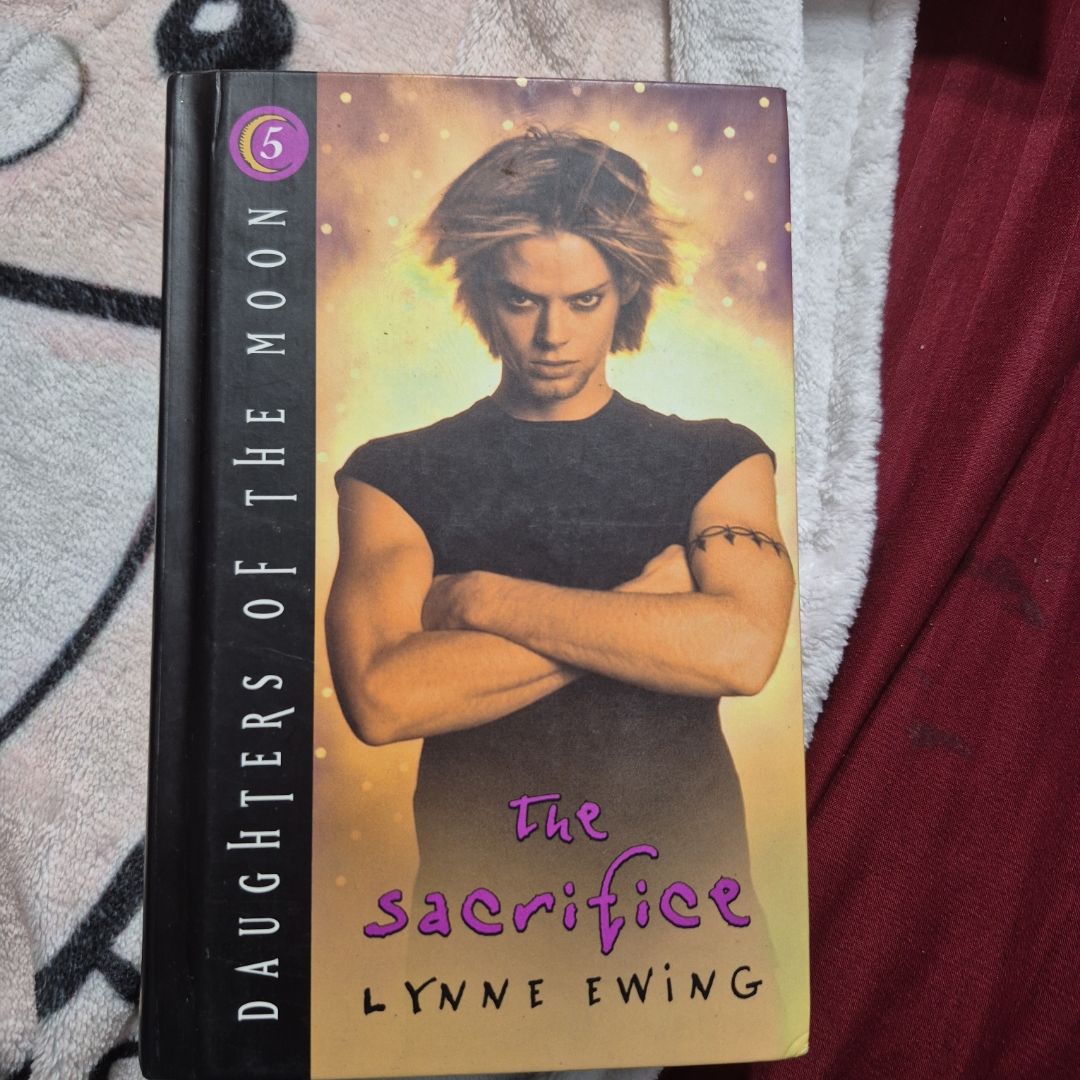 5
DAUGHTERS OF THE MOON
the
sacrifice
LYNNE EWING